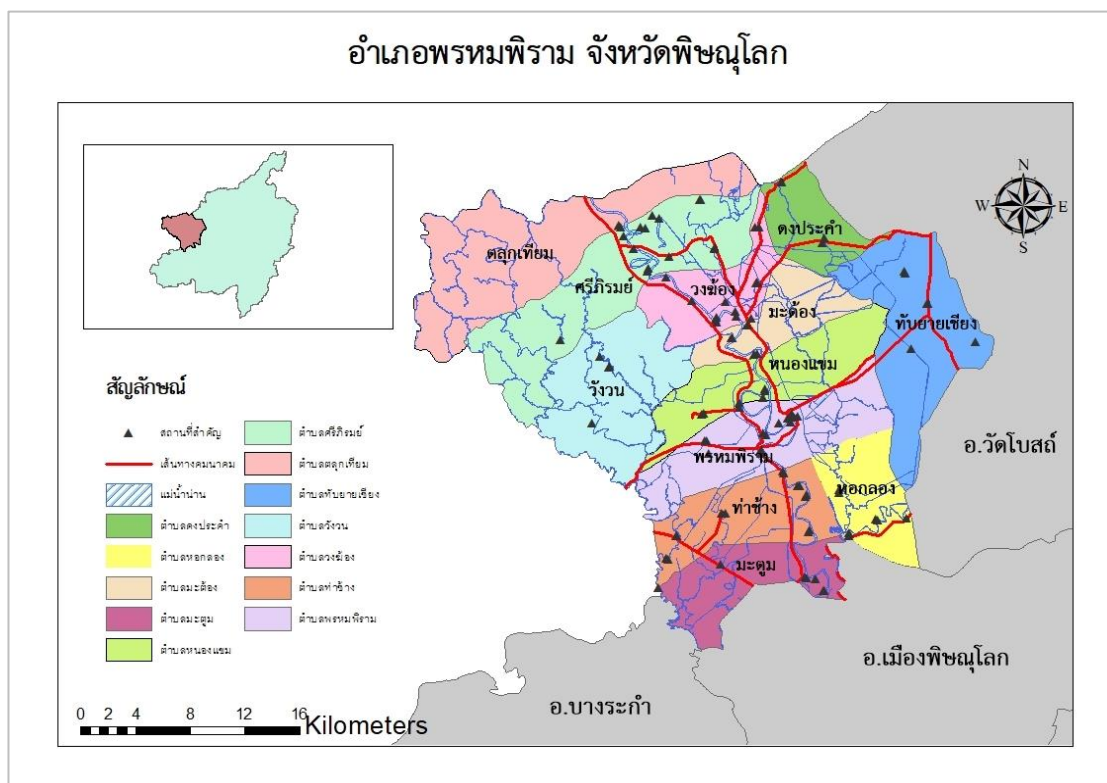 อำเภอพรหมพิราม จังหวัดพิษณุโลก
N
W E
S
ดงประคำ
ตลุกเทียม
ศรีภิรมย์
วงฆ้อง
มะต้อง
ทับยายเชียง
หนองแขม
วังวน
พรหมพิราม
หอกลอง
ท่าช้าง
มะตูม
อ.วัดโบสถ์
อ.เมืองพิษณุโลก
อ.บางระกำ
สัญลักษณ์
สถานที่สำคัญ
เส้นทางคมนาคม
แม่น้ำน่าน
ตำบลดงประคำ
ตำบลหอกลอง
ตำบลมะต้อง
ตำบลมะตูม
ตำบลหนองแขม
ตำบลศรีภิรมย์
ตำบลตลุกเทียม
ตำบลทับยายเชียง
ตำบลวังวน
ตำบลวงฆ้อง
ตำบลท่าช้าง
ตำบลพรหมพิราม
0 2 4 8 12 16
Kilometers